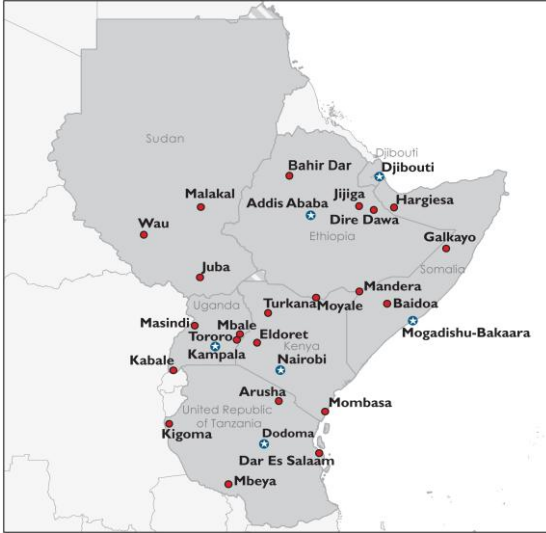 Sudan
Djibouti
Djibouti
Bahir Dar
Malakal
Addis Ababa
Jijiga
Hargiesa
Dire Dawa
Wau
Ethiopia
Galkayo
Juba
Somalia
Mandera
Uganda
Turkana
Moyale
Baidoa
Masindi
Mbale
Mogadishu-Bakaara
Tororo
Eldoret
Kampala
Kenya
Kabale
Nairobi
Arusha
Mombasa
United Republic
of Tanzania
Kigoma
Dodoma
Dar Es Salaam
Mbeya